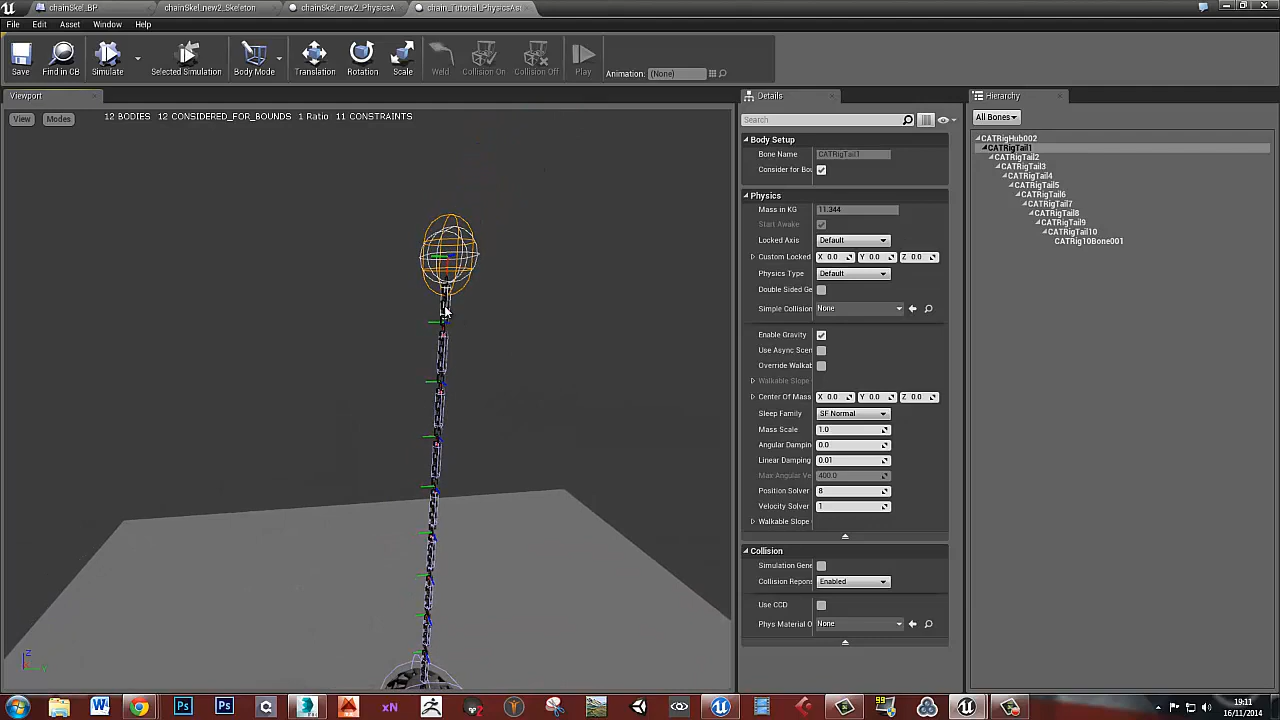 chainSkel_BP
chainSkel_new2_Skeleton
chainSkel_new2_PhysicsA
chain_Tutorial_PhysicsAs
File Edit Asset Window Help
Save
Find in CB
Simulate
Selected Simulation
Body Mode
Translation
Rotation
Scale
Weld
Collision On
Collision Off
Play
Animation: (None)
Viewport
View
Modes
12 BODIES 12 CONSIDERED_FOR_BOUNDS 1 Ratio 11 CONSTRAINTS
Details
Search
Body Setup
Bone Name CATRigTail1
Consider for Bou
Physics
Mass in KG 11.344
Start Awake
Locked Axis Default
Custom Locked X 0.0 Y 0.0 Z 0.0
Physics Type Default
Double Sided Ge
Simple Collision None
Enable Gravity
Use Async Scen
Override Walkat
Walkable Slope
Center Of Mass X 0.0 Y 0.0 Z 0.0
Sleep Family SF Normal
Mass Scale 1.0
Angular Dampin 0.0
Linear Damping 0.01
Max Angular Ve 400.0
Position Solver 8
Velocity Solver 1
Walkable Slope
Collision
Simulation Gene
Collision Repons Enabled
Use CCD
Phys Material O None
Hierarchy
All Bones
CATRigHub002
CATRigTail1
CATRigTail2
CATRigTail3
CATRigTail4
CATRigTail5
CATRigTail6
CATRigTail7
CATRigTail8
CATRigTail9
CATRigTail10
CATRig10Bone001
19:11
16/11/2014